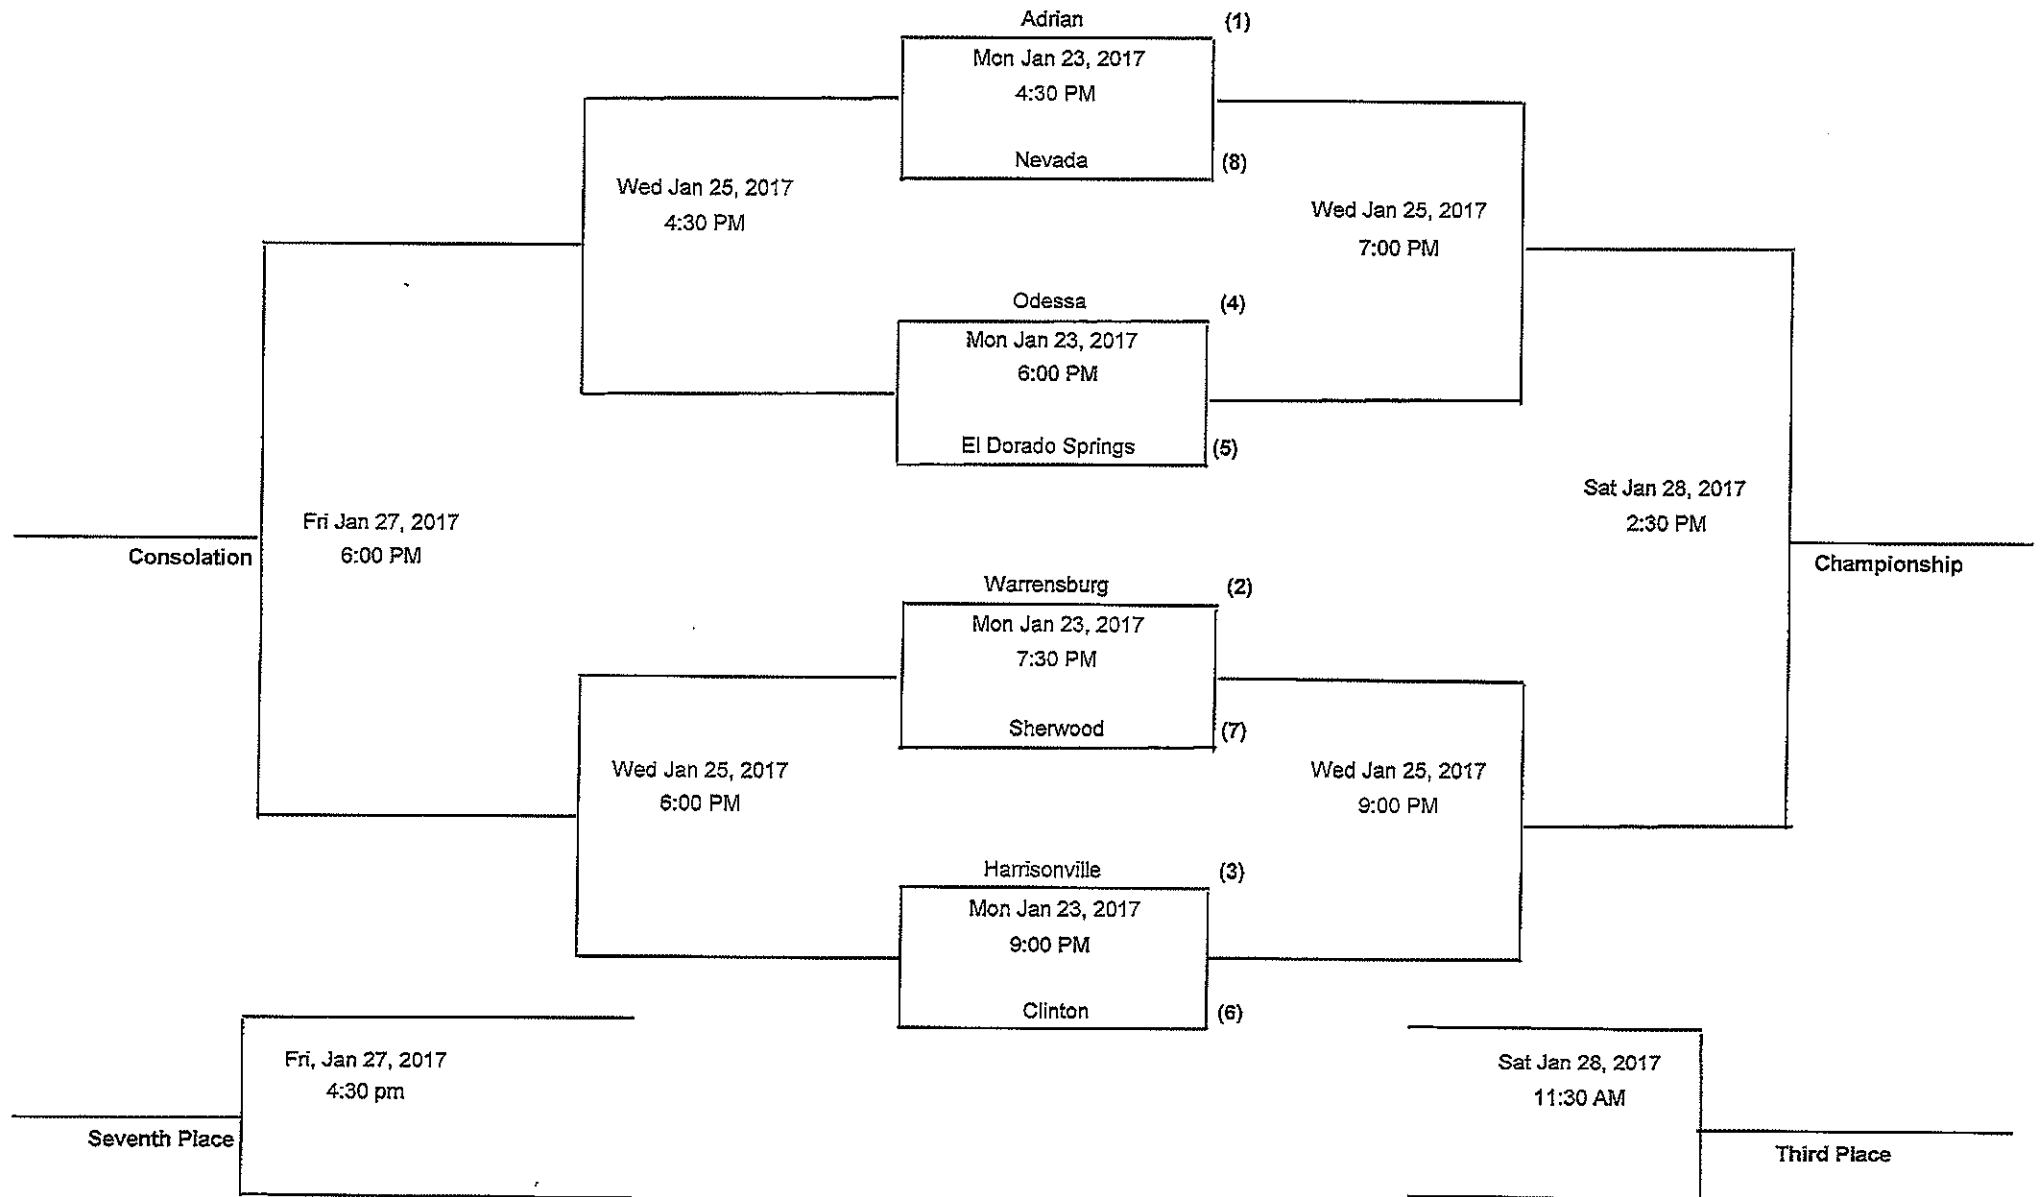 Adrian (1)
Mon Jan 23, 2017
4:30 PM
Nevada (8)
Wed Jan 25, 2017
4:30 PM
Wed Jan 25, 2017
7:00 PM
Odessa (4)
Mon Jan 23, 2017
6:00 PM
El Dorado Springs (5)
Fri Jan 27, 2017
6:00 PM
Consolation
Sat Jan 28, 2017
2:30 PM
Championship
Warrensburg (2)
Mon Jan 23, 2017
7:30 PM
Sherwood (7)
Wed Jan 25, 2017
6:00 PM
Wed Jan 25, 2017
9:00 PM
Harrisonville (3)
Mon Jan 23, 2017
9:00 PM
Clinton (6)
Fri, Jan 27, 2017
4:30 pm
Seventh Place
Sat Jan 28, 2017
11:30 AM
Third Place